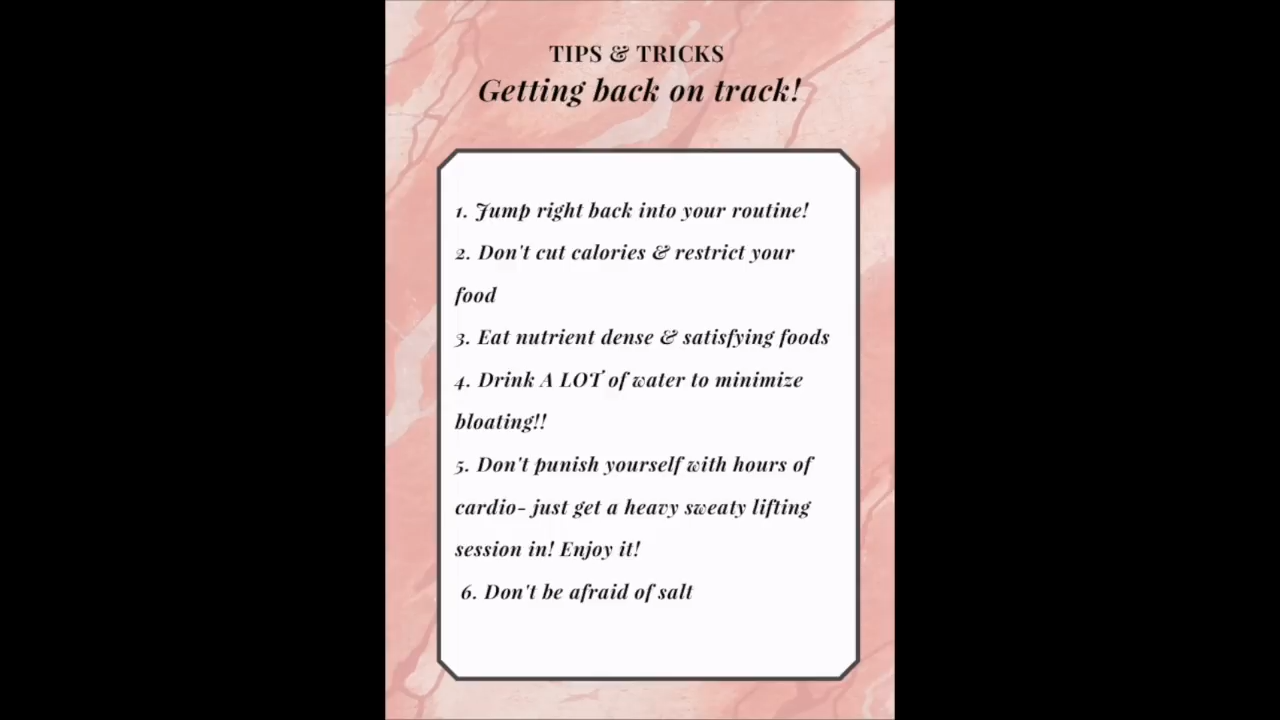 TIPS & TRICKS
Getting back on track!
1. Jump right back into your routine!
2. Don't cut calories & restrict your
food
3. Eat nutrient dense & satisfying foods
4. Drink A LOT of water to minimize
bloating!!
5. Don't punish yourself with hours of
cardio- just get a heavy sweaty lifting
session in! Enjoy it!
6. Don't be afraid of salt